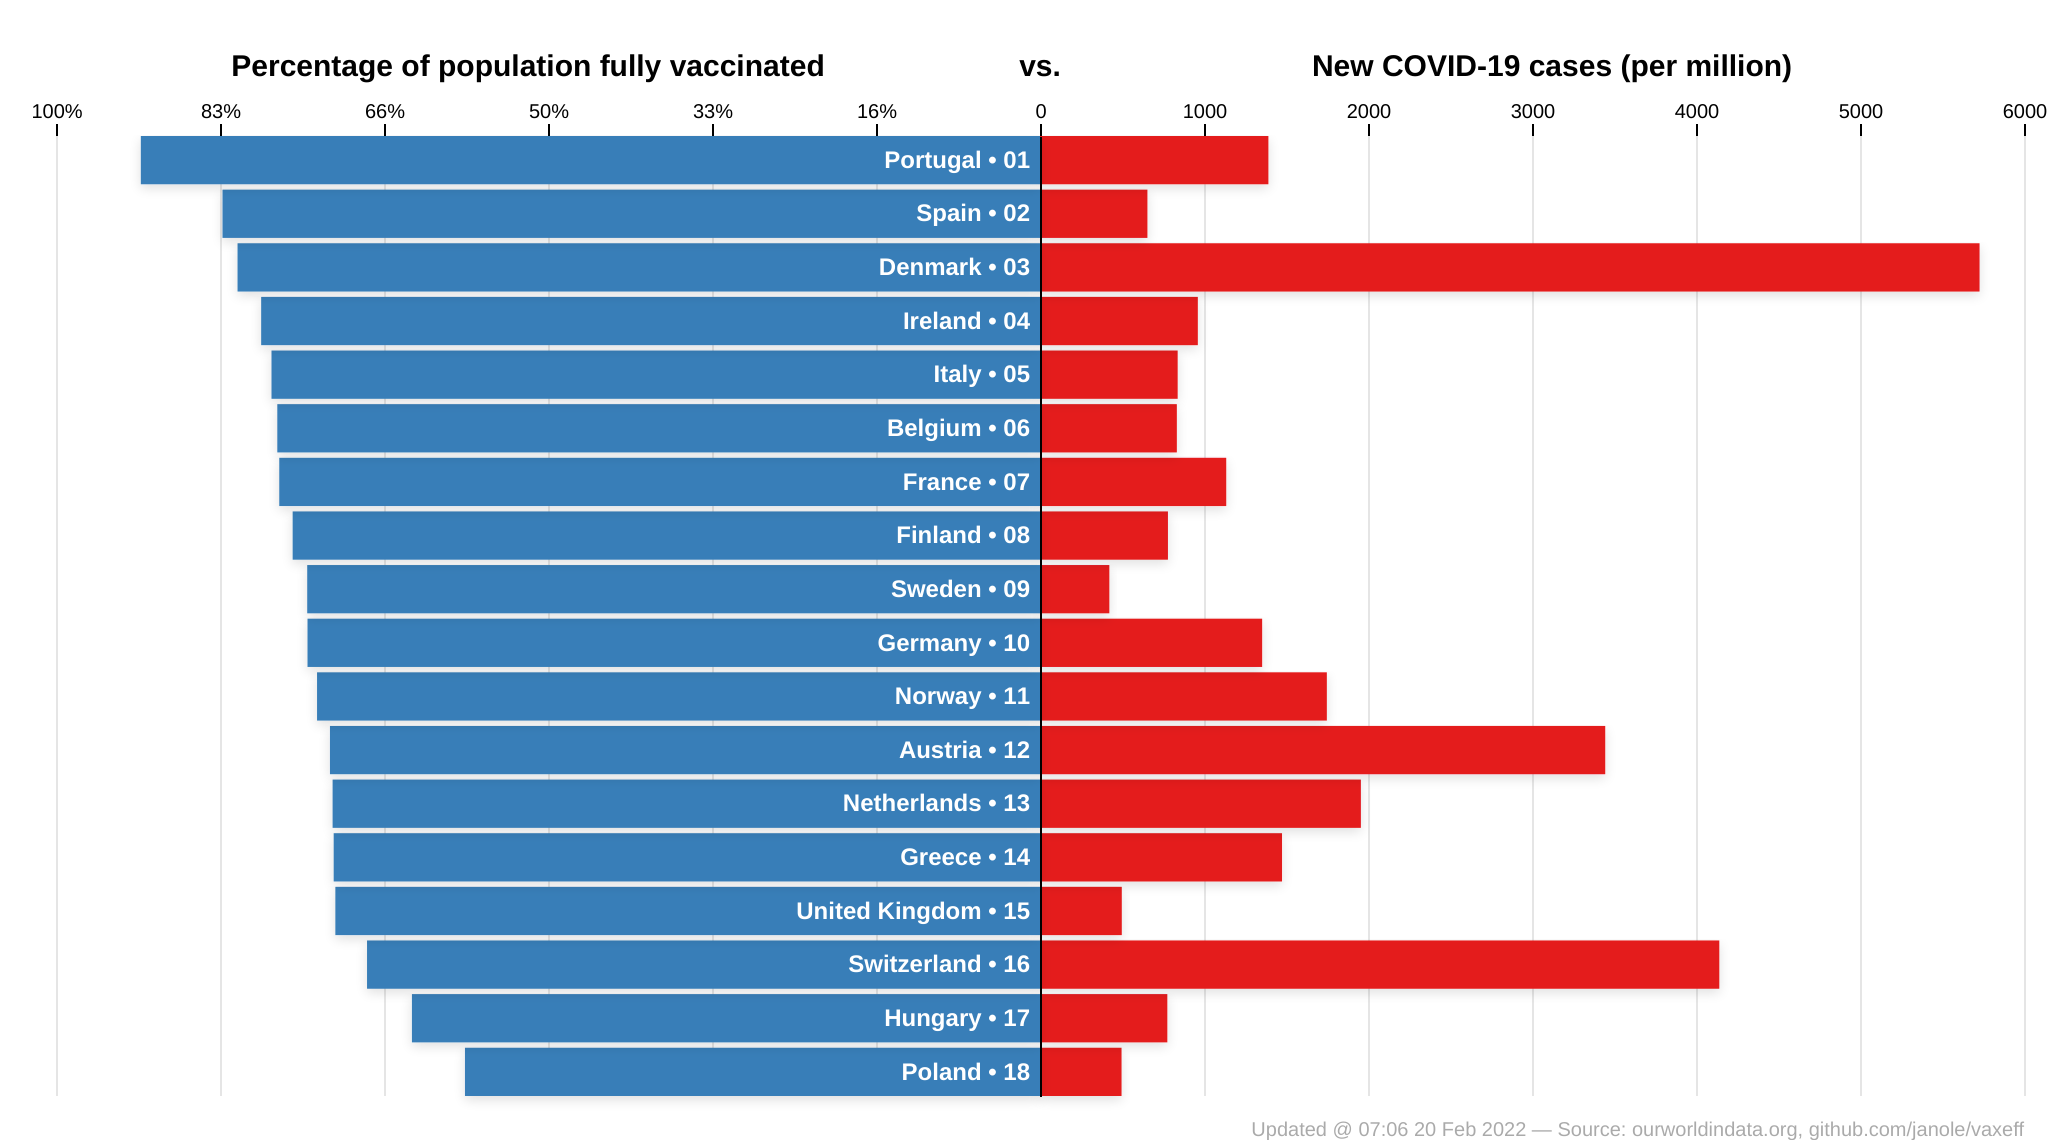 Percentage of population fully vaccinated vs. New COVID-19 cases (per million)
100% 83% 66% 50% 33% 16% 0 1000 2000 3000 4000 5000 6000
Portugal • 01
Spain • 02
Denmark • 03
Ireland • 04
Italy • 05
Belgium • 06
France • 07
Finland • 08
Sweden • 09
Germany • 10
Norway • 11
Austria • 12
Netherlands • 13
Greece • 14
United Kingdom • 15
Switzerland • 16
Hungary • 17
Poland • 18
Updated @ 07:06 20 Feb 2022 — Source: ourworldindata.org, github.com/janole/vaxeff